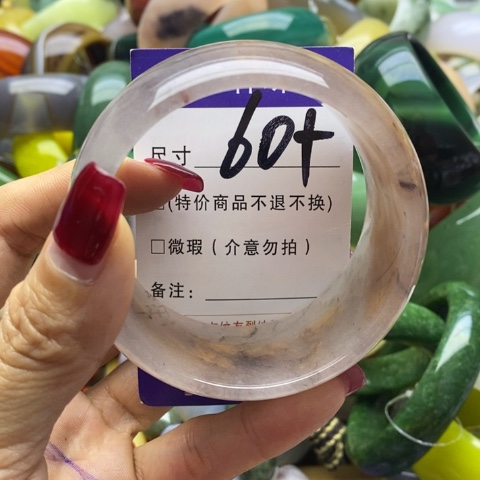 尺寸 60+
(特价商品不退不换)
□微瑕(介意勿拍)
备注: